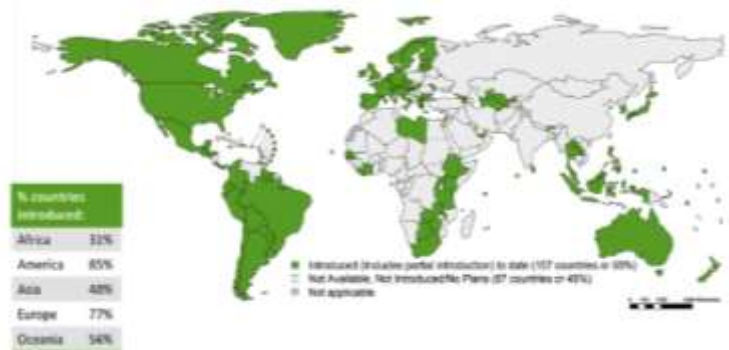 % countries
introduced:
Africa 31%
America 85%
Asia 48%
Europe 77%
Oceania 56%
Introduced (includes partial introduction) to date (107 countries or 55%)
Not Available, Not Introduced/No Plans (87 countries or 45%)
Not applicable